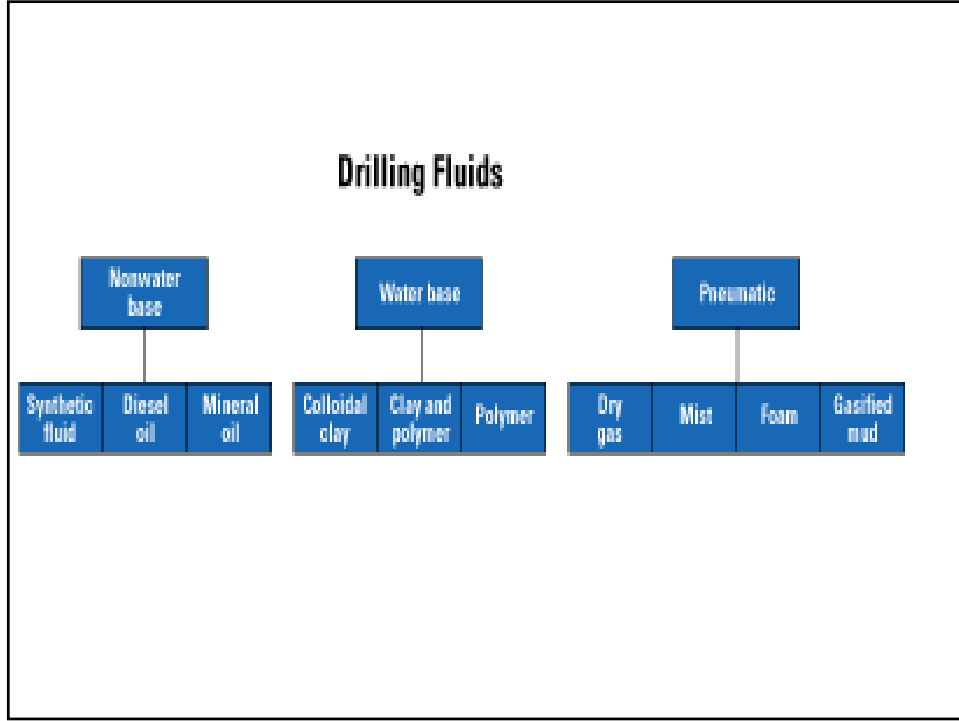 Drilling Fluids
Nonwater
base
Water base
Pneumatic
Synthetic
fluid
Diesel
oil
Mineral
oil
Colloidal
clay
Clay and
polymer
Polymer
Dry
gas
Mist
Foam
Gasified
mud